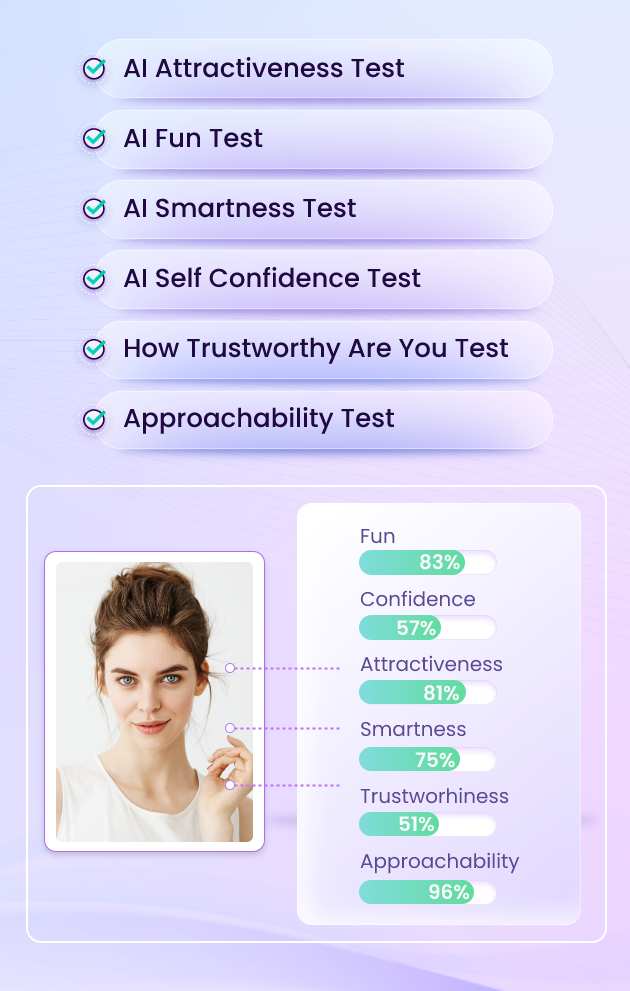 AI Attractiveness Test
AI Fun Test
AI Smartness Test
AI Self Confidence Test
How Trustworthy Are You Test
Approachability Test
Fun
83%
Confidence
57%
Attractiveness
81%
Smartness
75%
Trustworhiness
51%
Approachability
96%